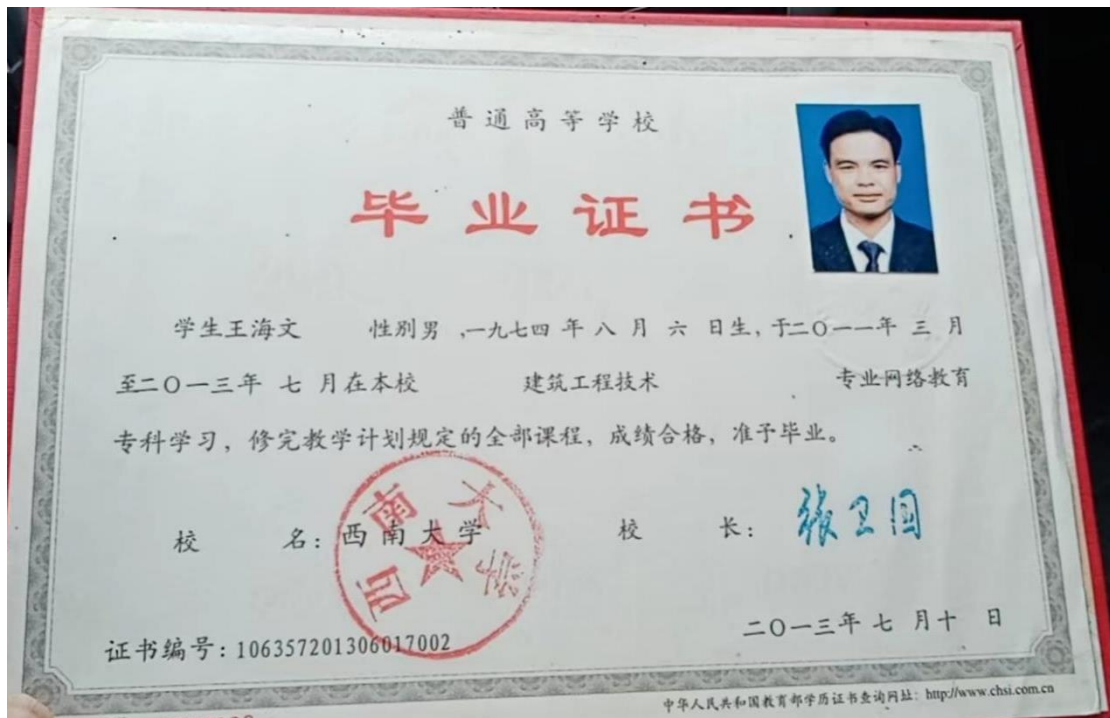 普通高等学校
毕业证书
学生王海文 性别男，一九七四年八月六日生，于二〇一一年三月
至二〇一三年七月在本校 建筑工程技术 专业网络教育
专科学习，修完教学计划规定的全部课程，成绩合格，准予毕业。
校 名：西南大学 校 长：张卫国
西南大学
二〇一三年七月十日
证书编号：106357201306017002
中华人民共和国教育部学历证书查询网址：http://www.chsi.com.cn